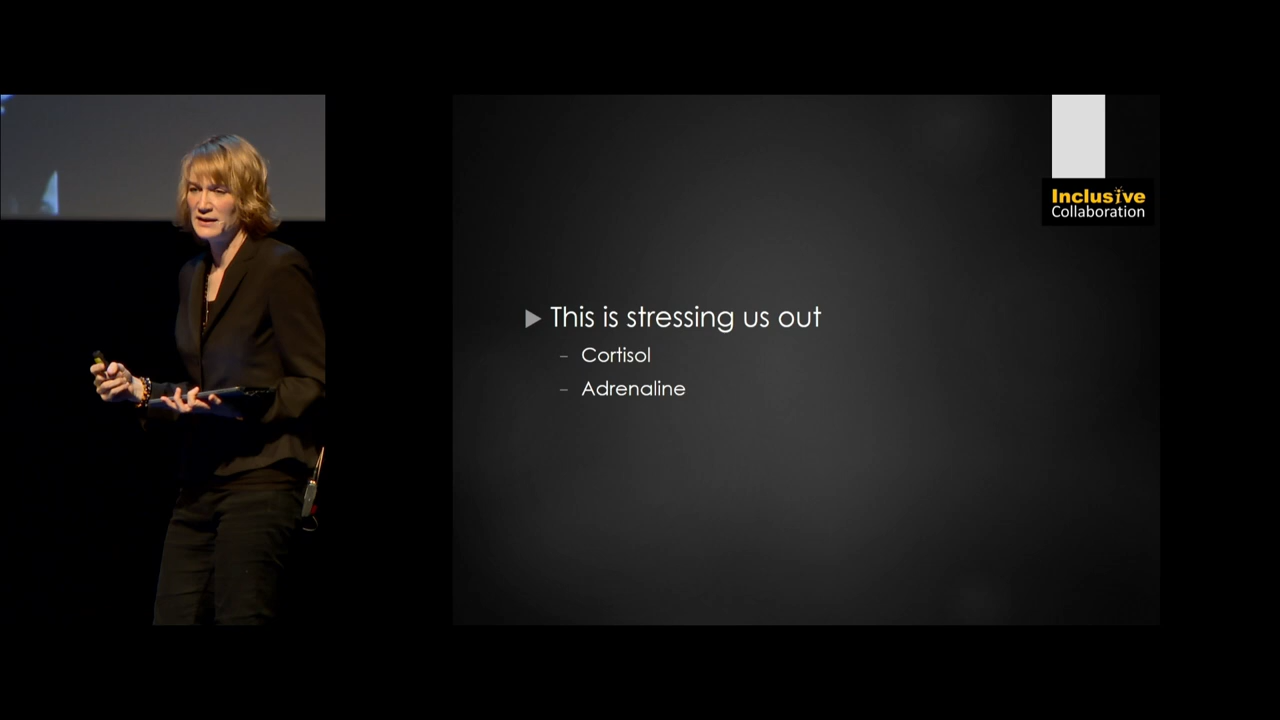 Inclusive
Collaboration
This is stressing us out
– Cortisol
– Adrenaline